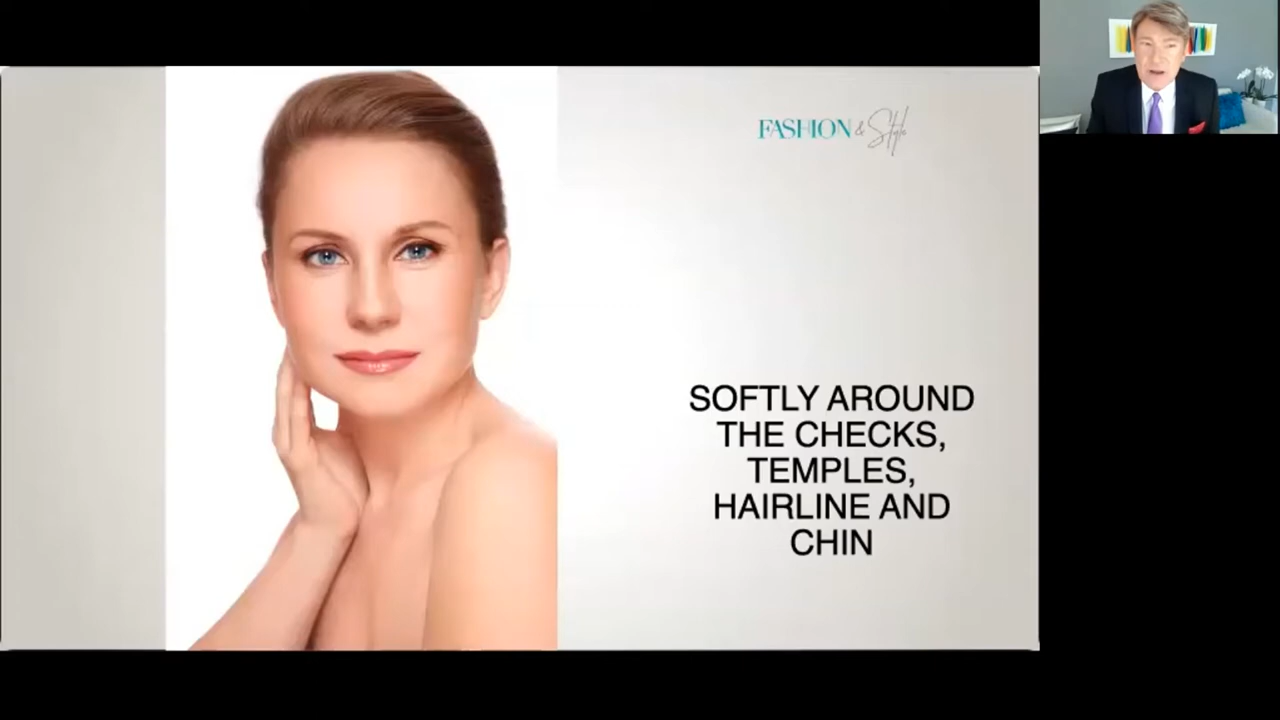 FASHION & Style
SOFTLY AROUND
THE CHECKS,
TEMPLES,
HAIRLINE AND
CHIN